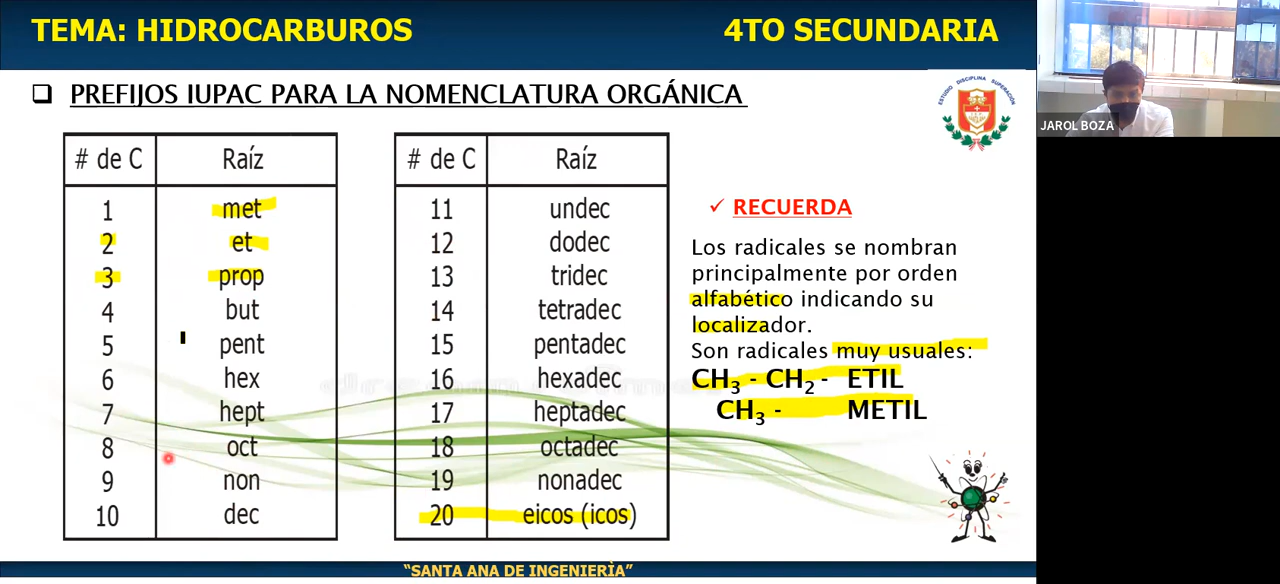 TEMA: HIDROCARBUROS 4TO SECUNDARIA
JAROL BOZA
❑ PREFIJOS IUPAC PARA LA NOMENCLATURA ORGÁNICA
ESTUDIO DISCIPLINA SUPERACIÓN
# de C Raíz
1 met
2 et
3 prop
4 but
5 pent
6 hex
7 hept
8 oct
9 non
10 dec
# de C Raíz
11 undec
12 dodec
13 tridec
14 tetradec
15 pentadec
16 hexadec
17 heptadec
18 octadec
19 nonadec
20 eicos (icos)
✓ RECUERDA
Los radicales se nombran
principalmente por orden
alfabético indicando su
localizador.
Son radicales muy usuales:
CH₃ - CH₂ - ETIL
CH₃ - METIL
“SANTA ANA DE INGENIERÌA”